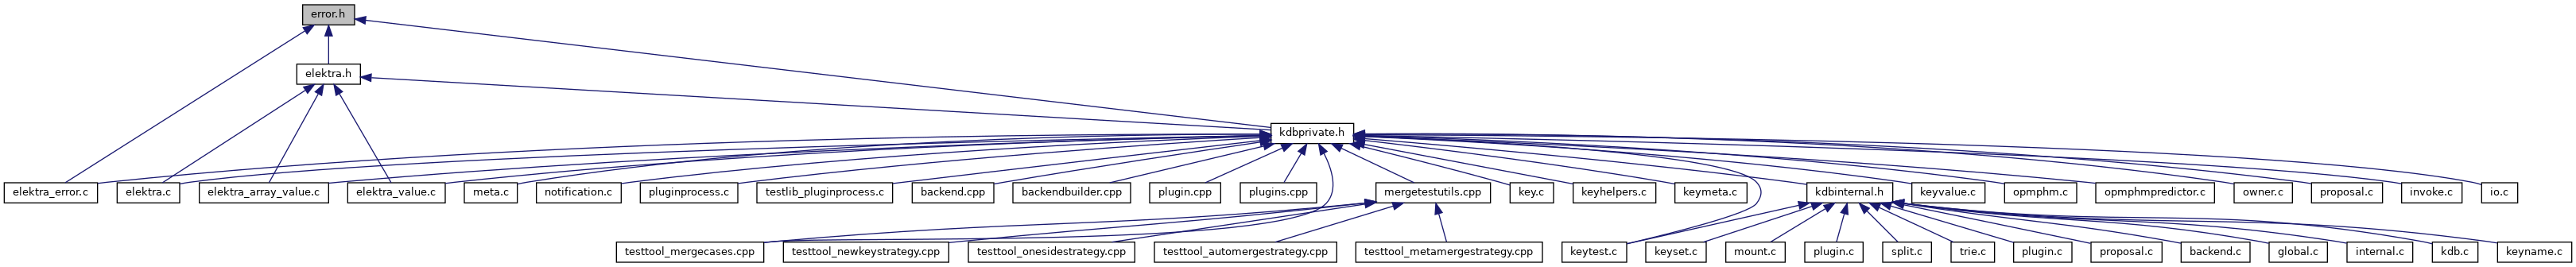 error.h
elektra.h
kdbprivate.h
elektra_error.c
elektra.c
elektra_array_value.c
elektra_value.c
meta.c
notification.c
pluginprocess.c
testlib_pluginprocess.c
backend.cpp
backendbuilder.cpp
plugin.cpp
plugins.cpp
mergetestutils.cpp
key.c
keyhelpers.c
keymeta.c
kdbinternal.h
keyvalue.c
opmphm.c
opmphmpredictor.c
owner.c
proposal.c
invoke.c
io.c
testtool_mergecases.cpp
testtool_newkeystrategy.cpp
testtool_onesidestrategy.cpp
testtool_automergestrategy.cpp
testtool_metamergestrategy.cpp
keytest.c
keyset.c
mount.c
plugin.c
split.c
trie.c
plugin.c
proposal.c
backend.c
global.c
internal.c
kdb.c
keyname.c